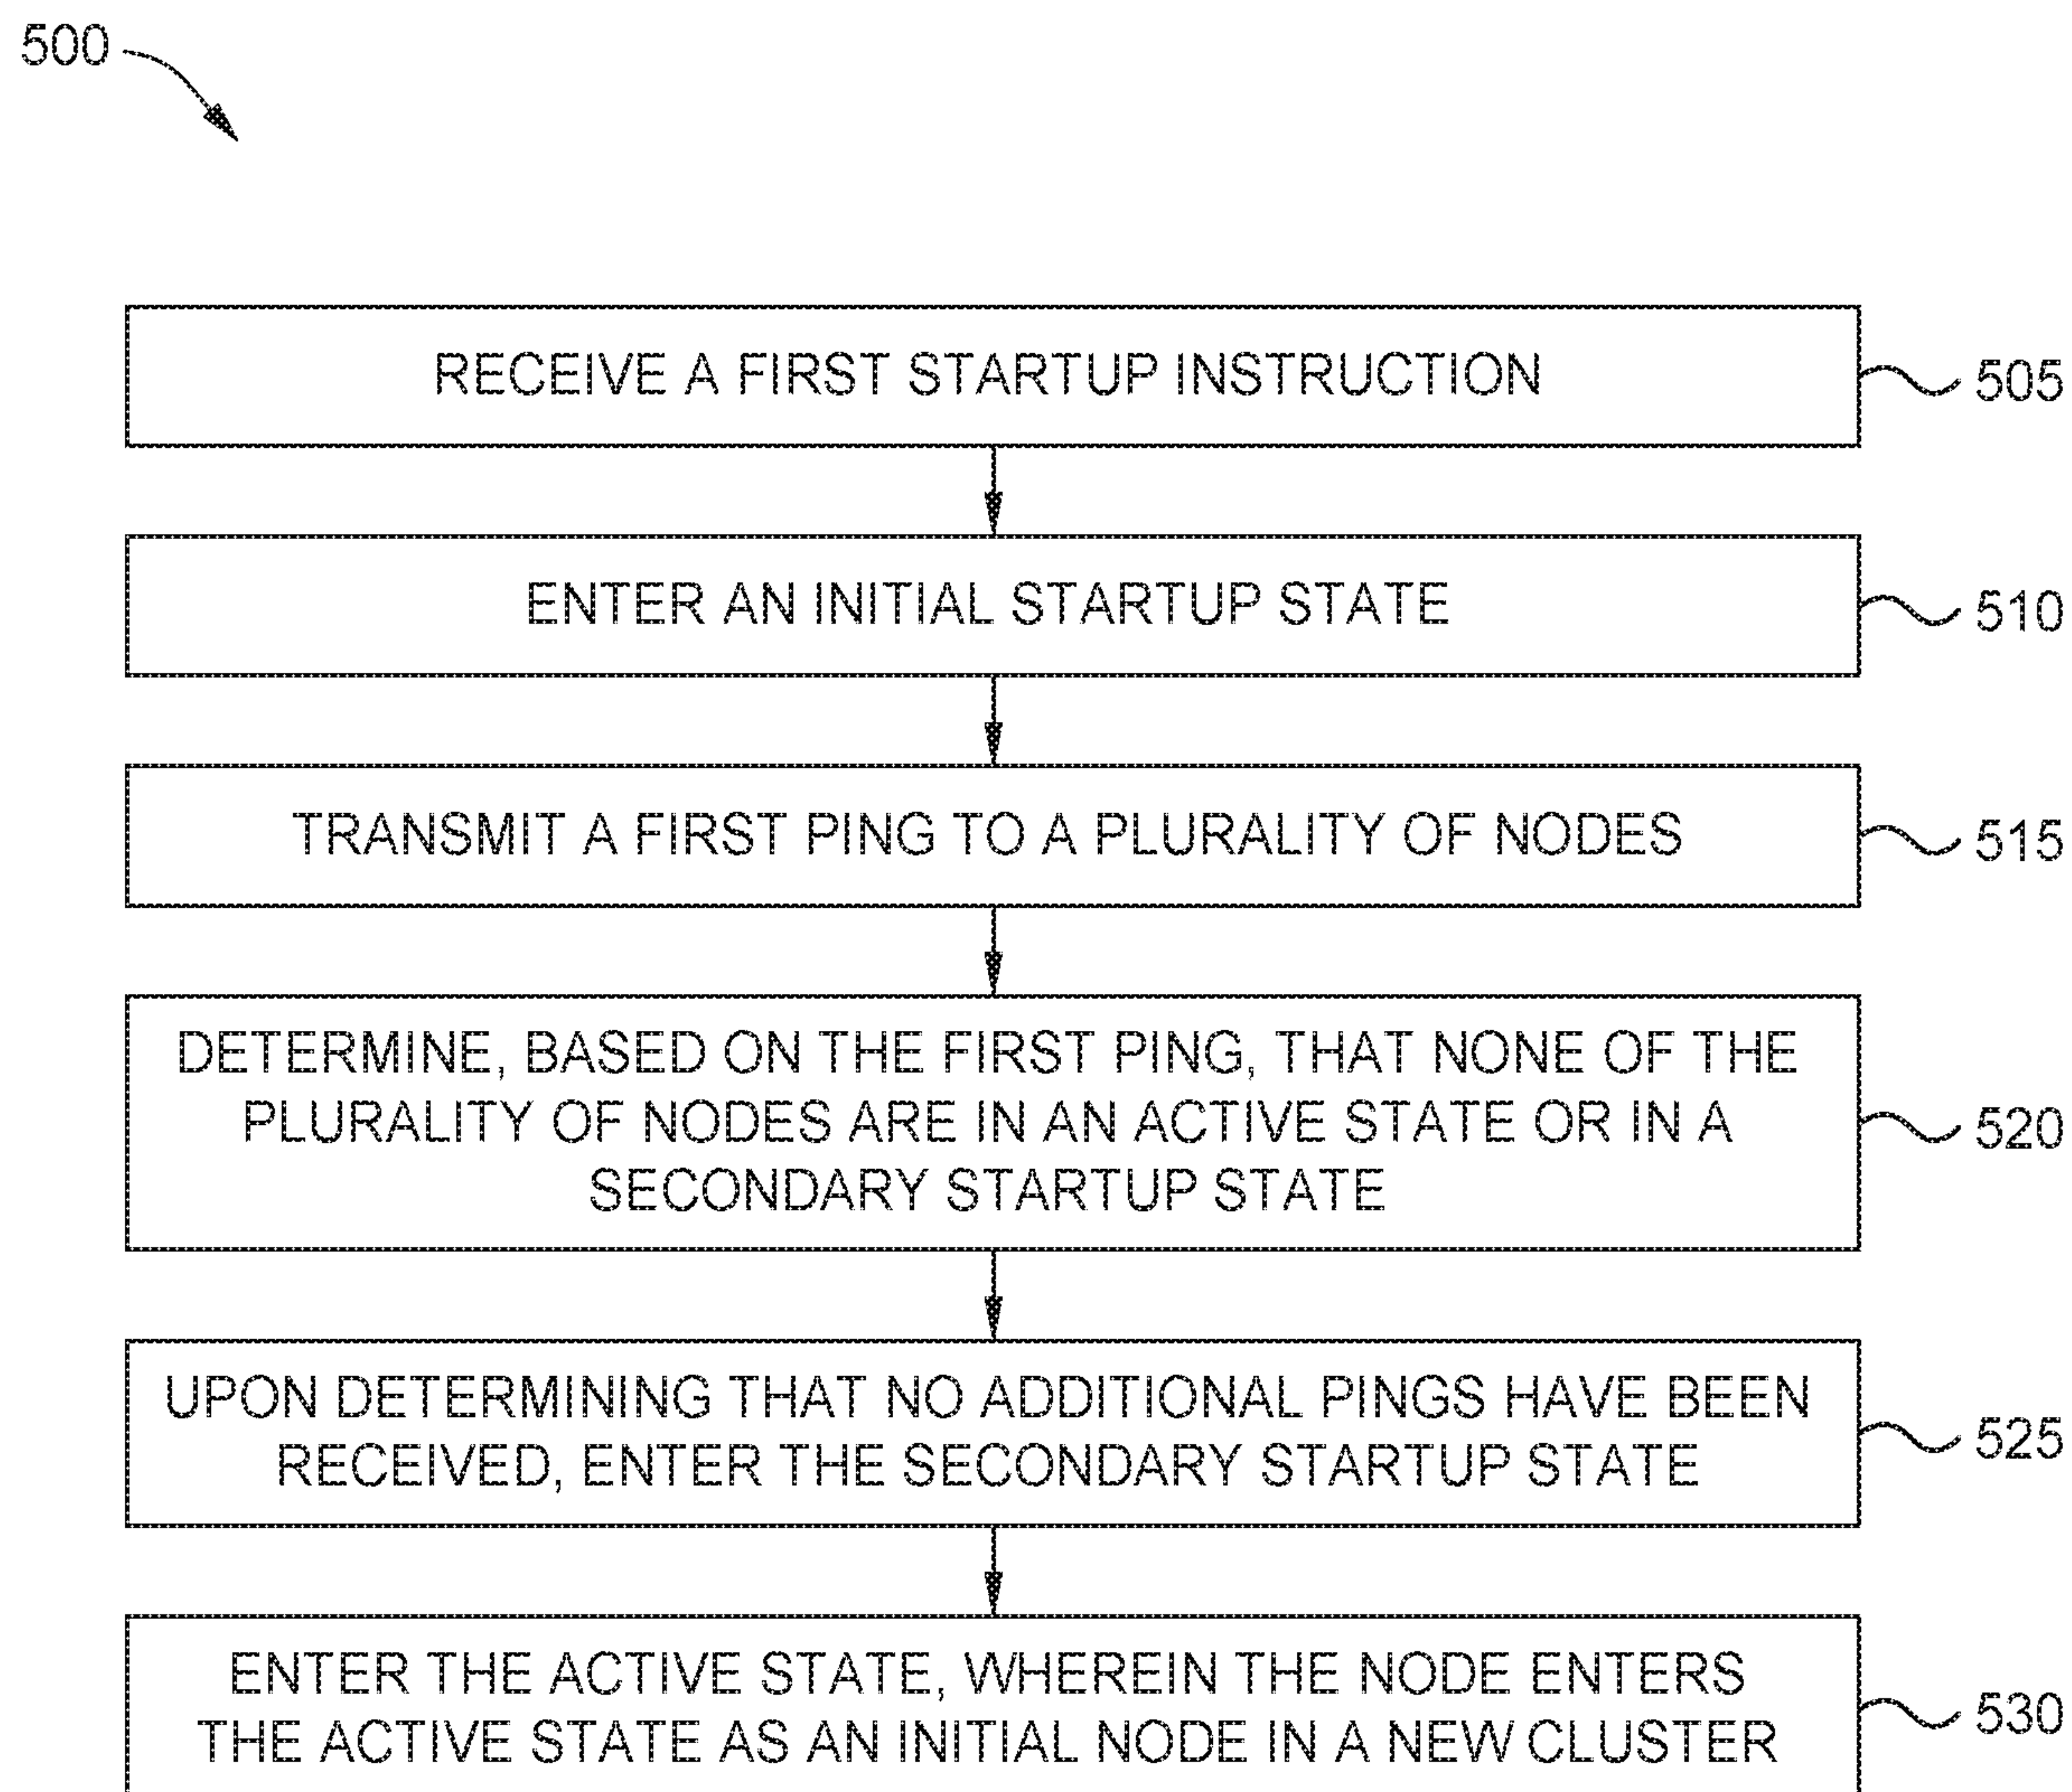 500
RECEIVE A FIRST STARTUP INSTRUCTION
505
ENTER AN INITIAL STARTUP STATE
510
TRANSMIT A FIRST PING TO A PLURALITY OF NODES
515
DETERMINE, BASED ON THE FIRST PING, THAT NONE OF THE
PLURALITY OF NODES ARE IN AN ACTIVE STATE OR IN A
SECONDARY STARTUP STATE
520
UPON DETERMINING THAT NO ADDITIONAL PINGS HAVE BEEN
RECEIVED, ENTER THE SECONDARY STARTUP STATE
525
ENTER THE ACTIVE STATE, WHEREIN THE NODE ENTERS
THE ACTIVE STATE AS AN INITIAL NODE IN A NEW CLUSTER
530